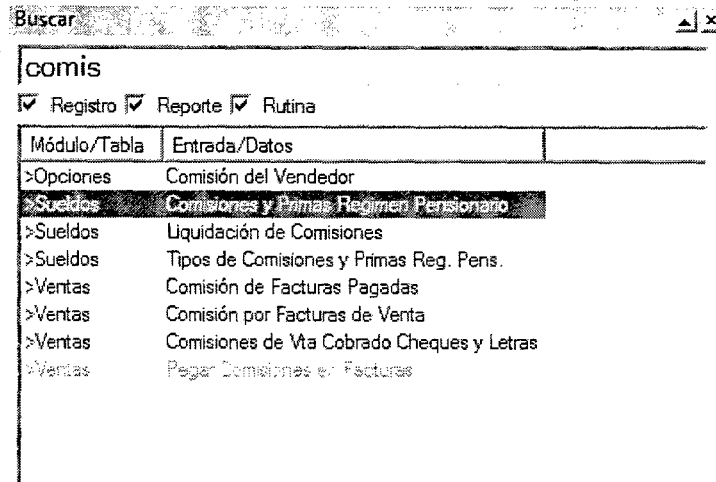 Buscar
comis
Registro Reporte Rutina
Módulo/Tabla Entrada/Datos
>Opciones Comisión del Vendedor
>Sueldos Comisiones y Primas Regimen Pensionario
>Sueldos Liquidación de Comisiones
>Sueldos Tipos de Comisiones y Primas Reg. Pens.
>Ventas Comisión de Facturas Pagadas
>Ventas Comisión por Facturas de Venta
>Ventas Comisiones de Vta Cobrado Cheques y Letras
>Ventas Pegar Comisiones en Facturas